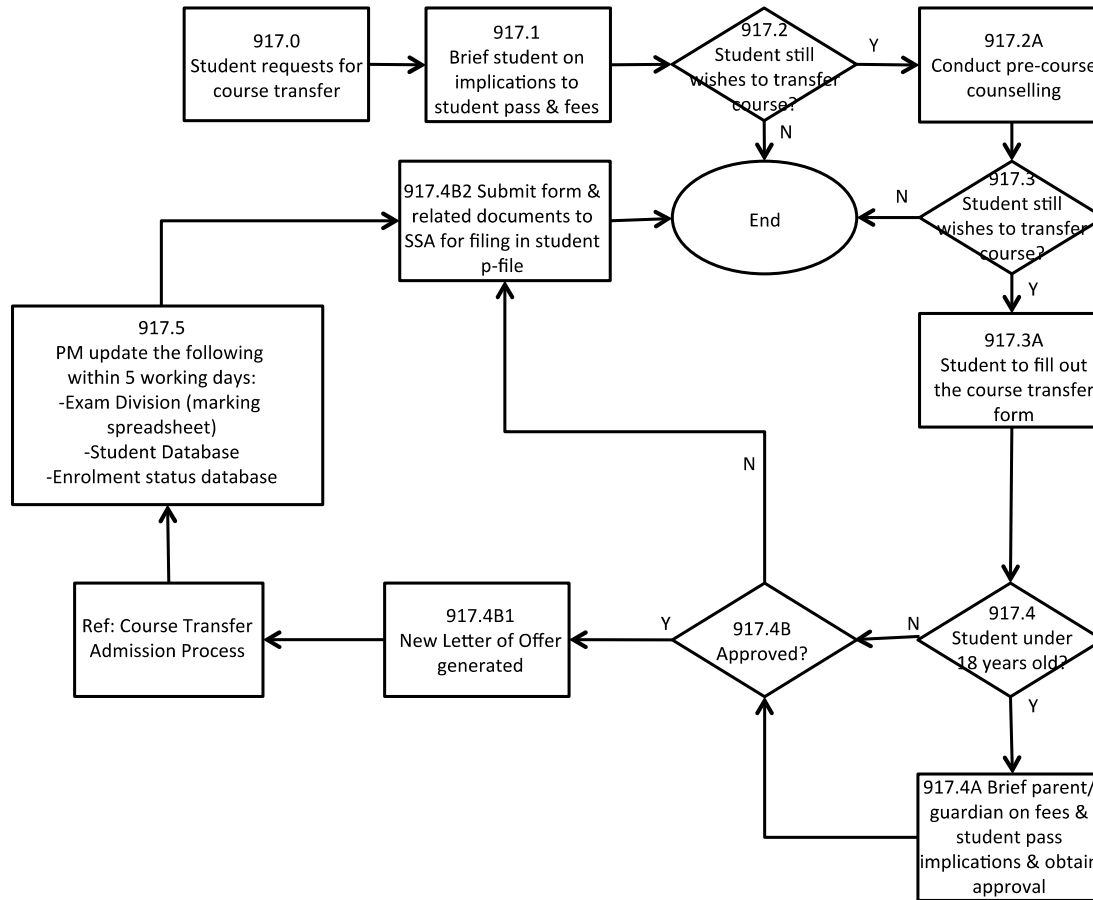 917.0
Student requests for
course transfer
917.1
Brief student on
implications to
student pass & fees
917.2
Student still
wishes to transfer
course?
Y
N
917.2A
Conduct pre-course
counselling
917.3
Student still
wishes to transfer
course?
N
Y
End
917.4B2 Submit form &
related documents to
SSA for filing in student
p-file
917.3A
Student to fill out
the course transfer
form
917.5
PM update the following
within 5 working days:
-Exam Division (marking
spreadsheet)
-Student Database
-Enrolment status database
N
917.4
Student under
18 years old?
N
Y
917.4B
Approved?
Y
917.4B1
New Letter of Offer
generated
Ref: Course Transfer
Admission Process
917.4A Brief parent/
guardian on fees &
student pass
implications & obtain
approval